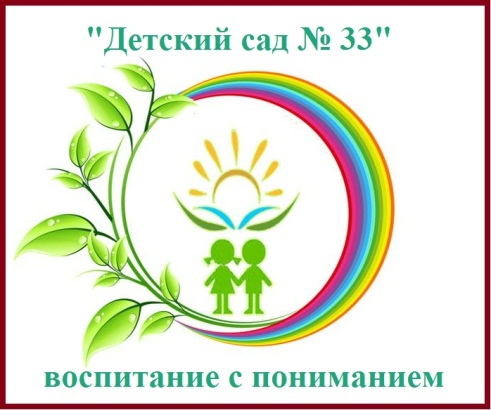 "Детский сад № 33"
воспитание с пониманием